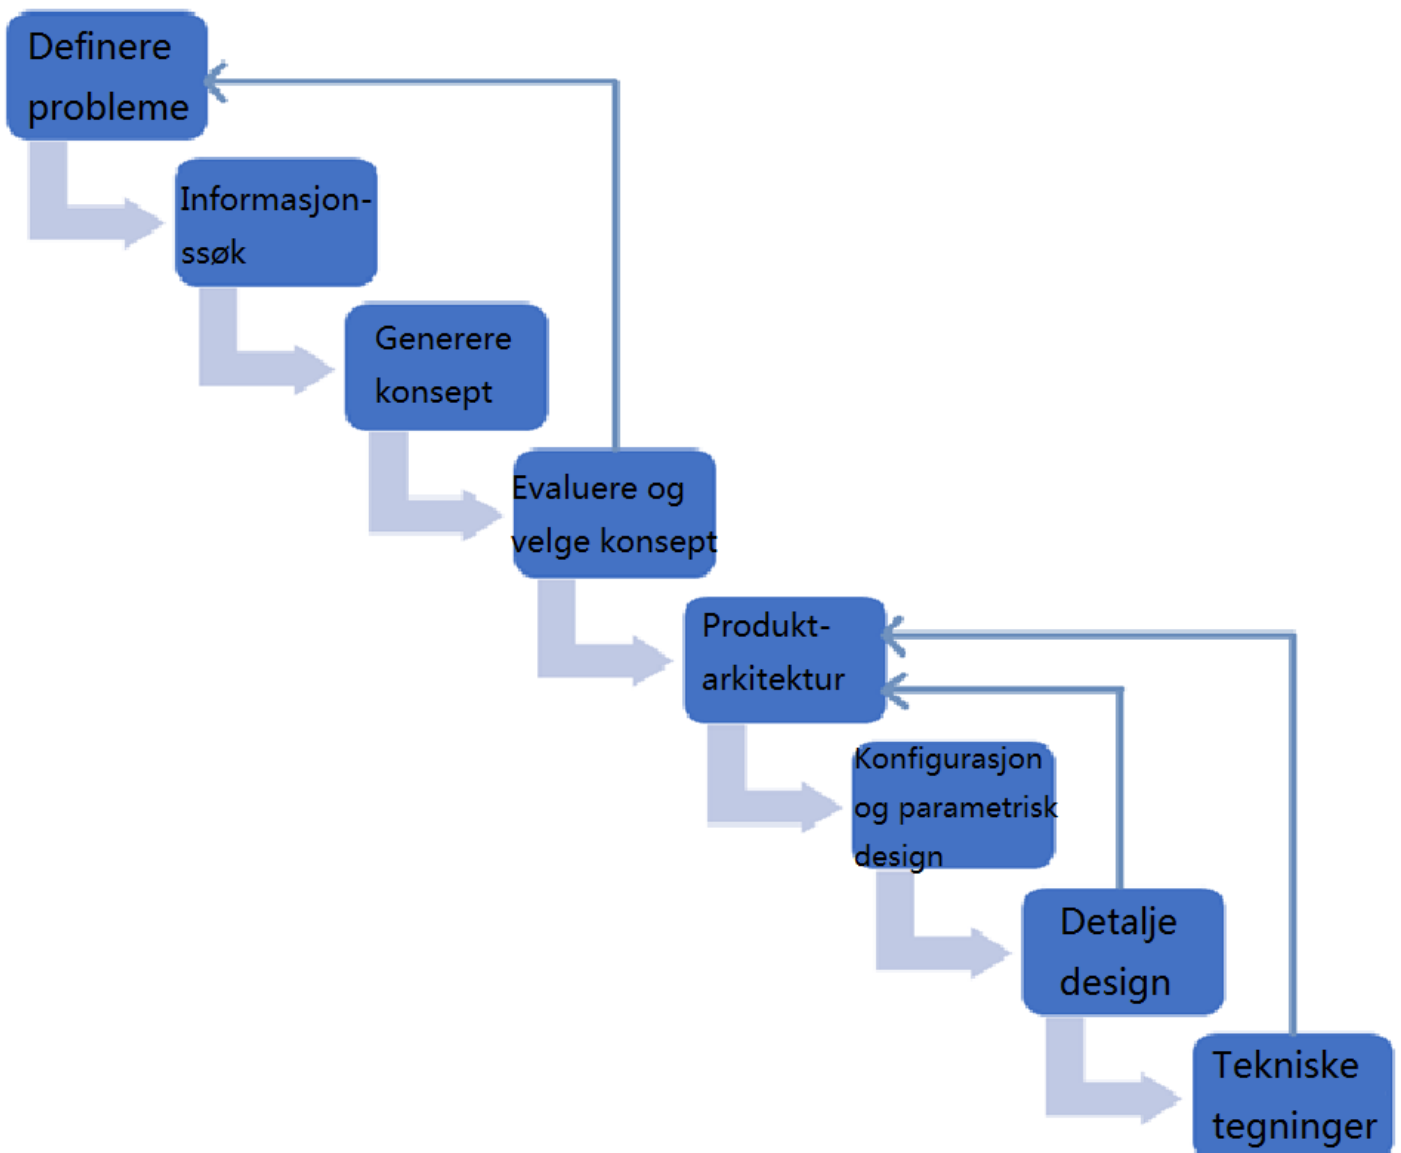 Definere
probleme
Informasjon-
ssøk
Generere
konsept
Evaluere og
velge konsept
Produkt-
arkitektur
Konfigurasjon
og parametrisk
design
Detalje
design
Tekniske
tegninger